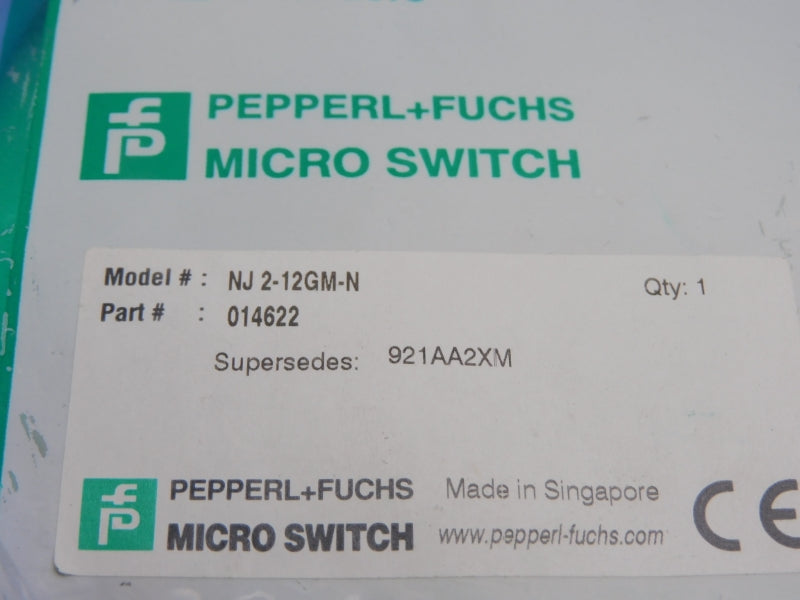 PEPPERL+FUCHS
MICRO SWITCH
Model # : NJ 2-12GM-N
Qty: 1
Part # : 014622
Supersedes: 921AA2XM
PEPPERL+FUCHS Made in Singapore
MICRO SWITCH www.pepperl-fuchs.com
CE